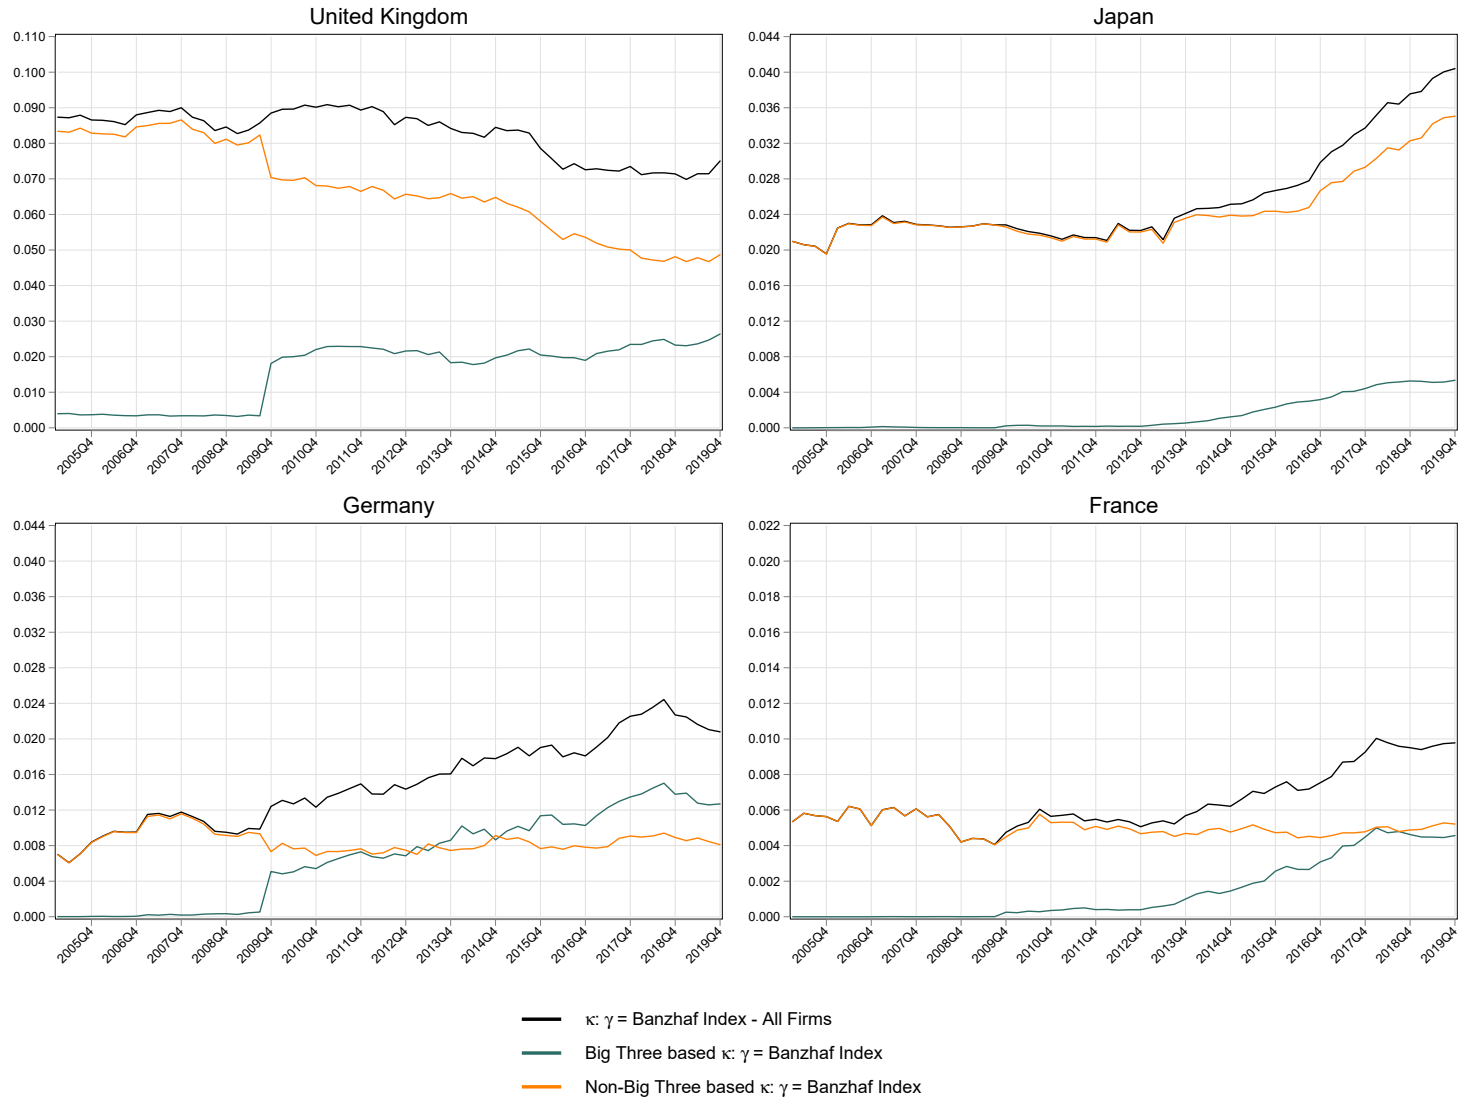 United Kingdom
0.110
0.100
0.090
0.080
0.070
0.060
0.050
0.040
0.030
0.020
0.010
0.000
2005Q4
2006Q4
2007Q4
2008Q4
2009Q4
2010Q4
2011Q4
2012Q4
2013Q4
2014Q4
2015Q4
2016Q4
2017Q4
2018Q4
2019Q4
Japan
0.044
0.040
0.036
0.032
0.028
0.024
0.020
0.016
0.012
0.008
0.004
0.000
2005Q4
2006Q4
2007Q4
2008Q4
2009Q4
2010Q4
2011Q4
2012Q4
2013Q4
2014Q4
2015Q4
2016Q4
2017Q4
2018Q4
2019Q4
Germany
0.044
0.040
0.036
0.032
0.028
0.024
0.020
0.016
0.012
0.008
0.004
0.000
2005Q4
2006Q4
2007Q4
2008Q4
2009Q4
2010Q4
2011Q4
2012Q4
2013Q4
2014Q4
2015Q4
2016Q4
2017Q4
2018Q4
2019Q4
France
0.022
0.020
0.018
0.016
0.014
0.012
0.010
0.008
0.006
0.004
0.002
0.000
2005Q4
2006Q4
2007Q4
2008Q4
2009Q4
2010Q4
2011Q4
2012Q4
2013Q4
2014Q4
2015Q4
2016Q4
2017Q4
2018Q4
2019Q4
κ: γ = Banzhaf Index - All Firms
Big Three based κ: γ = Banzhaf Index
Non-Big Three based κ: γ = Banzhaf Index